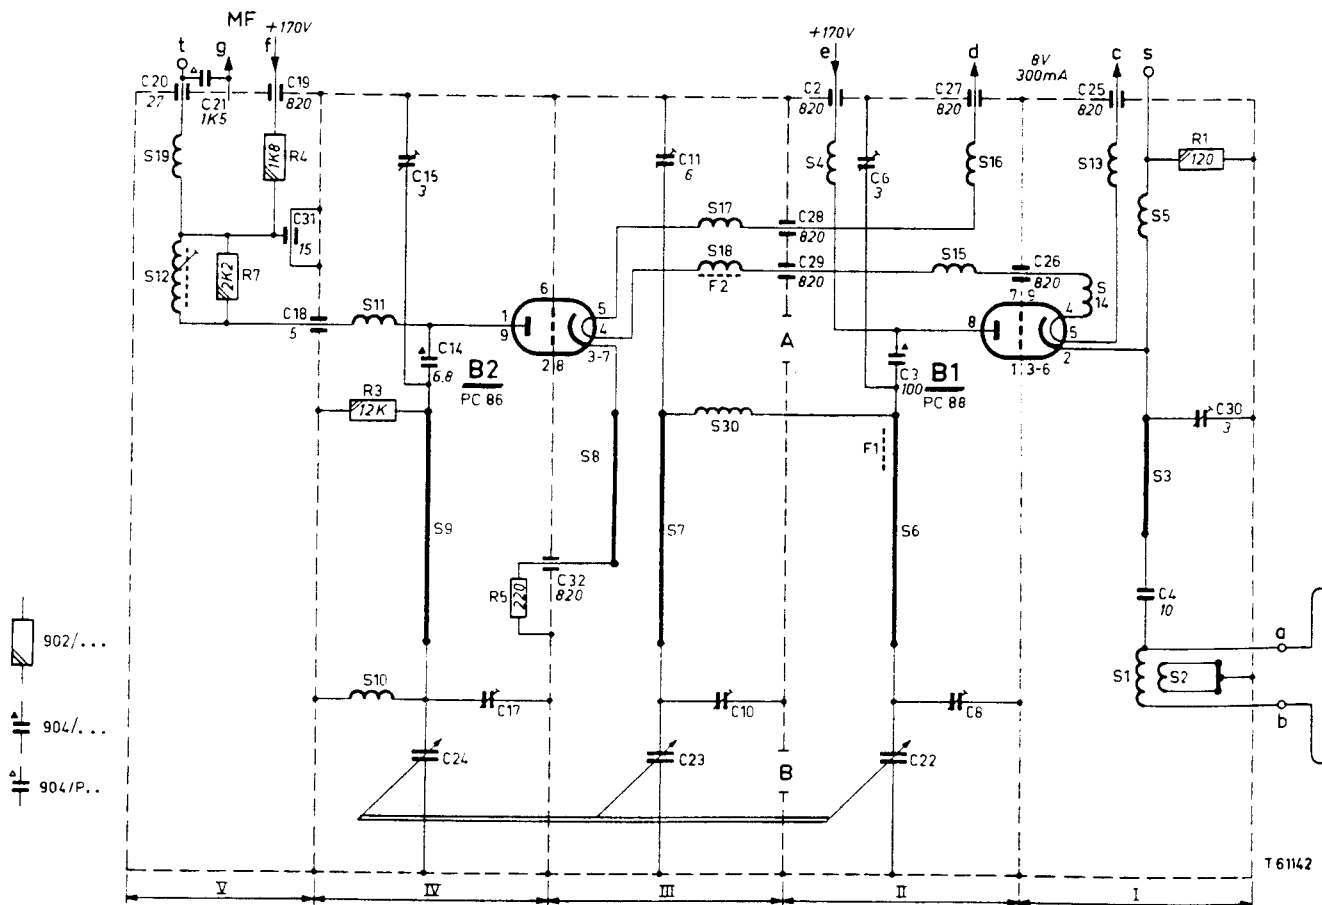 MF
+170V
t
g
f
C20
27
C21
1K5
C19
820
S19
R4
1K8
C31
15
S12
R7
2K2
C18
5
S11
C15
3
C14
6.8
B2
PC 86
R3
12K
S9
S10
C17
C24
6
1
9
5
4
3-7
2
8
S8
R5
220
C32
820
C11
6
S17
S18
F2
S7
S30
C10
C23
+170V
e
d
C2
820
C27
820
8V
300mA
c
s
C25
820
S4
C6
3
S16
S13
R1
120
S5
C28
820
C29
820
S15
C26
820
S
14
A
B
7
9
8
4
5
2
1
3-6
C3
100
B1
PC 88
F1
S6
C8
C22
C30
3
S3
C4
10
S1
S2
a
b
902/...
904/...
904/P..
T 61142
V
IV
III
II
I